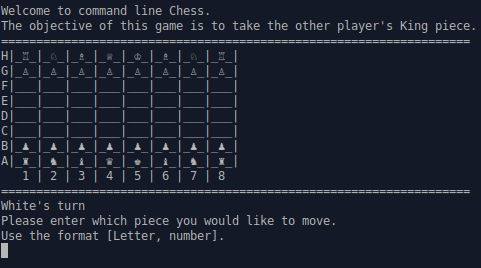 Welcome to command line Chess.
The objective of this game is to take the other player's King piece.
==================================================================
H|_♖_|_♘_|_♗_|_♕_|_♔_|_♗_|_♘_|_♖_|
G|_♙_|_♙_|_♙_|_♙_|_♙_|_♙_|_♙_|_♙_|
F|___|___|___|___|___|___|___|___|
E|___|___|___|___|___|___|___|___|
D|___|___|___|___|___|___|___|___|
C|___|___|___|___|___|___|___|___|
B|_♟_|_♟_|_♟_|_♟_|_♟_|_♟_|_♟_|_♟_|
A|_♜_|_♞_|_♝_|_♛_|_♚_|_♝_|_♞_|_♜_|
   1 | 2 | 3 | 4 | 5 | 6 | 7 | 8
==================================================================
White's turn
Please enter which piece you would like to move.
Use the format [Letter, number].